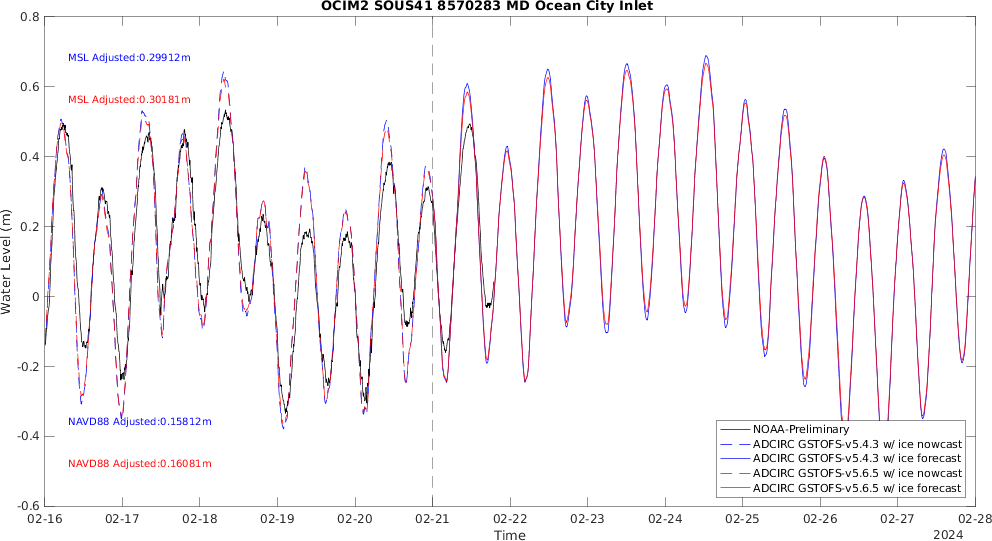 OCIM2 SOUS41 8570283 MD Ocean City Inlet
0.8
0.6
0.4
0.2
0
-0.2
-0.4
-0.6
Water Level (m)
MSL Adjusted:0.29912m
MSL Adjusted:0.30181m
NAVD88 Adjusted:0.15812m
NAVD88 Adjusted:0.16081m
NOAA-Preliminary
ADCIRC GSTOFS-v5.4.3 w/ ice nowcast
ADCIRC GSTOFS-v5.4.3 w/ ice forecast
ADCIRC GSTOFS-v5.6.5 w/ ice nowcast
ADCIRC GSTOFS-v5.6.5 w/ ice forecast
02-16 02-17 02-18 02-19 02-20 02-21 02-22 02-23 02-24 02-25 02-26 02-27 02-28
Time
2024